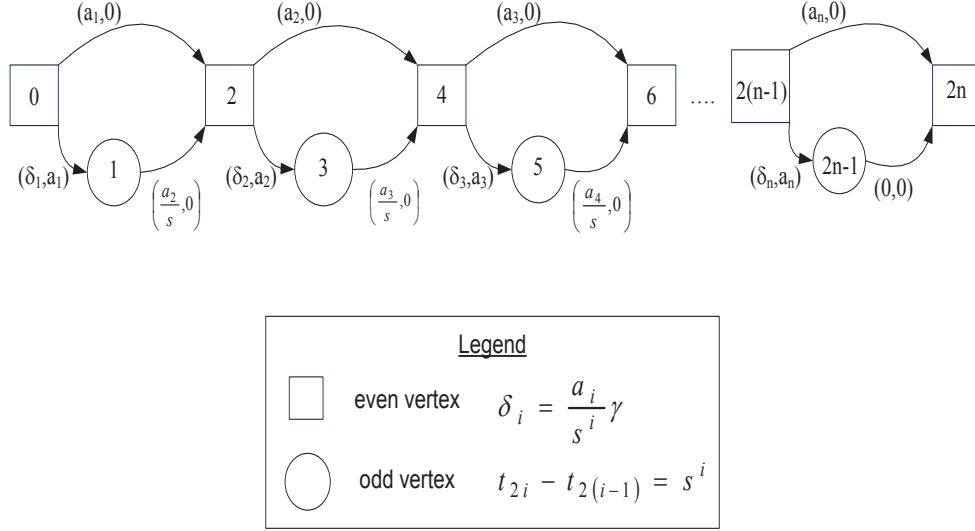 (a₁,0) (a₂,0) (a₃,0) (aₙ,0)
0 2 4 6 .... 2(n-1) 2n
1 3 5 2n-1
(δ₁,a₁) (δ₂,a₂) (δ₃,a₃) (δₙ,aₙ) (0,0)
(a₂/s,0) (a₃/s,0) (a₄/s,0)
Legend
even vertex δᵢ = aᵢ/sⁱ γ
odd vertex t₂ᵢ − t₂₍ᵢ₋₁₎ = sⁱ